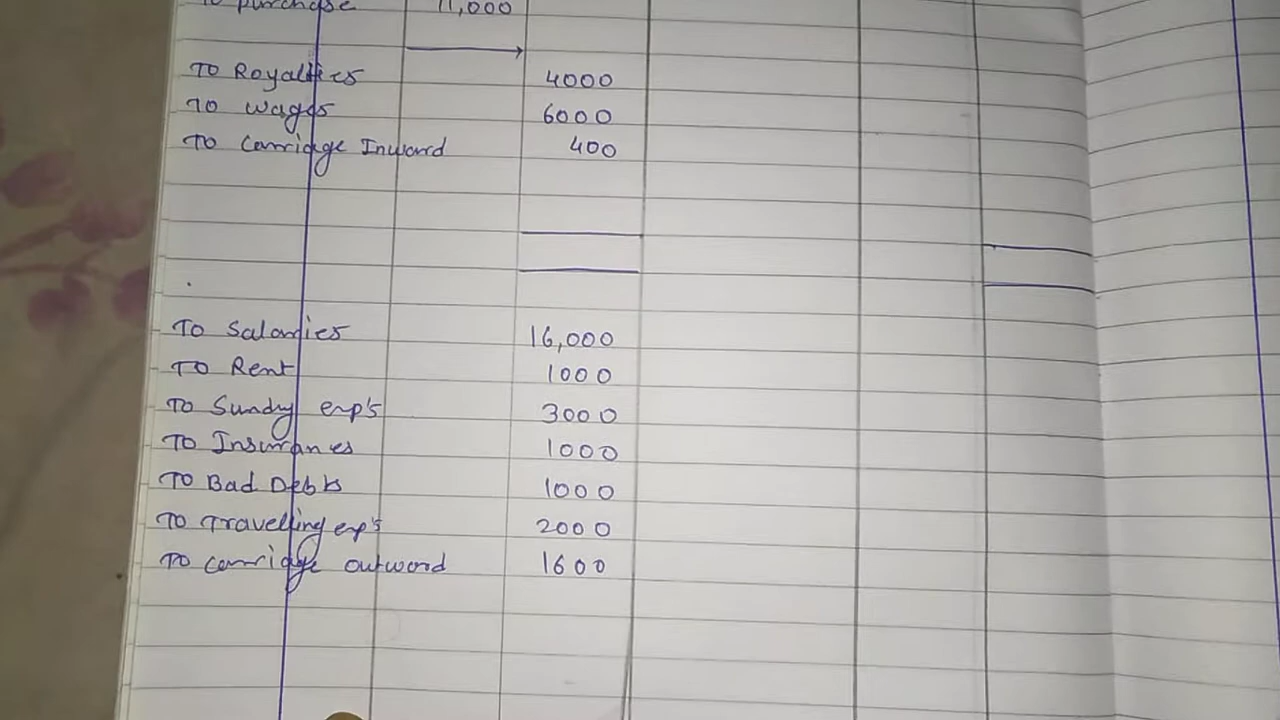 To purchase 11,000
To Royalties 4000
To wages 6000
To Carriage Inward 400
To Salaries 16,000
To Rent 1000
To Sundry exp's 3000
To Insurances 1000
To Bad Debts 1000
To Travelling exp's 2000
To carriage outword 1600